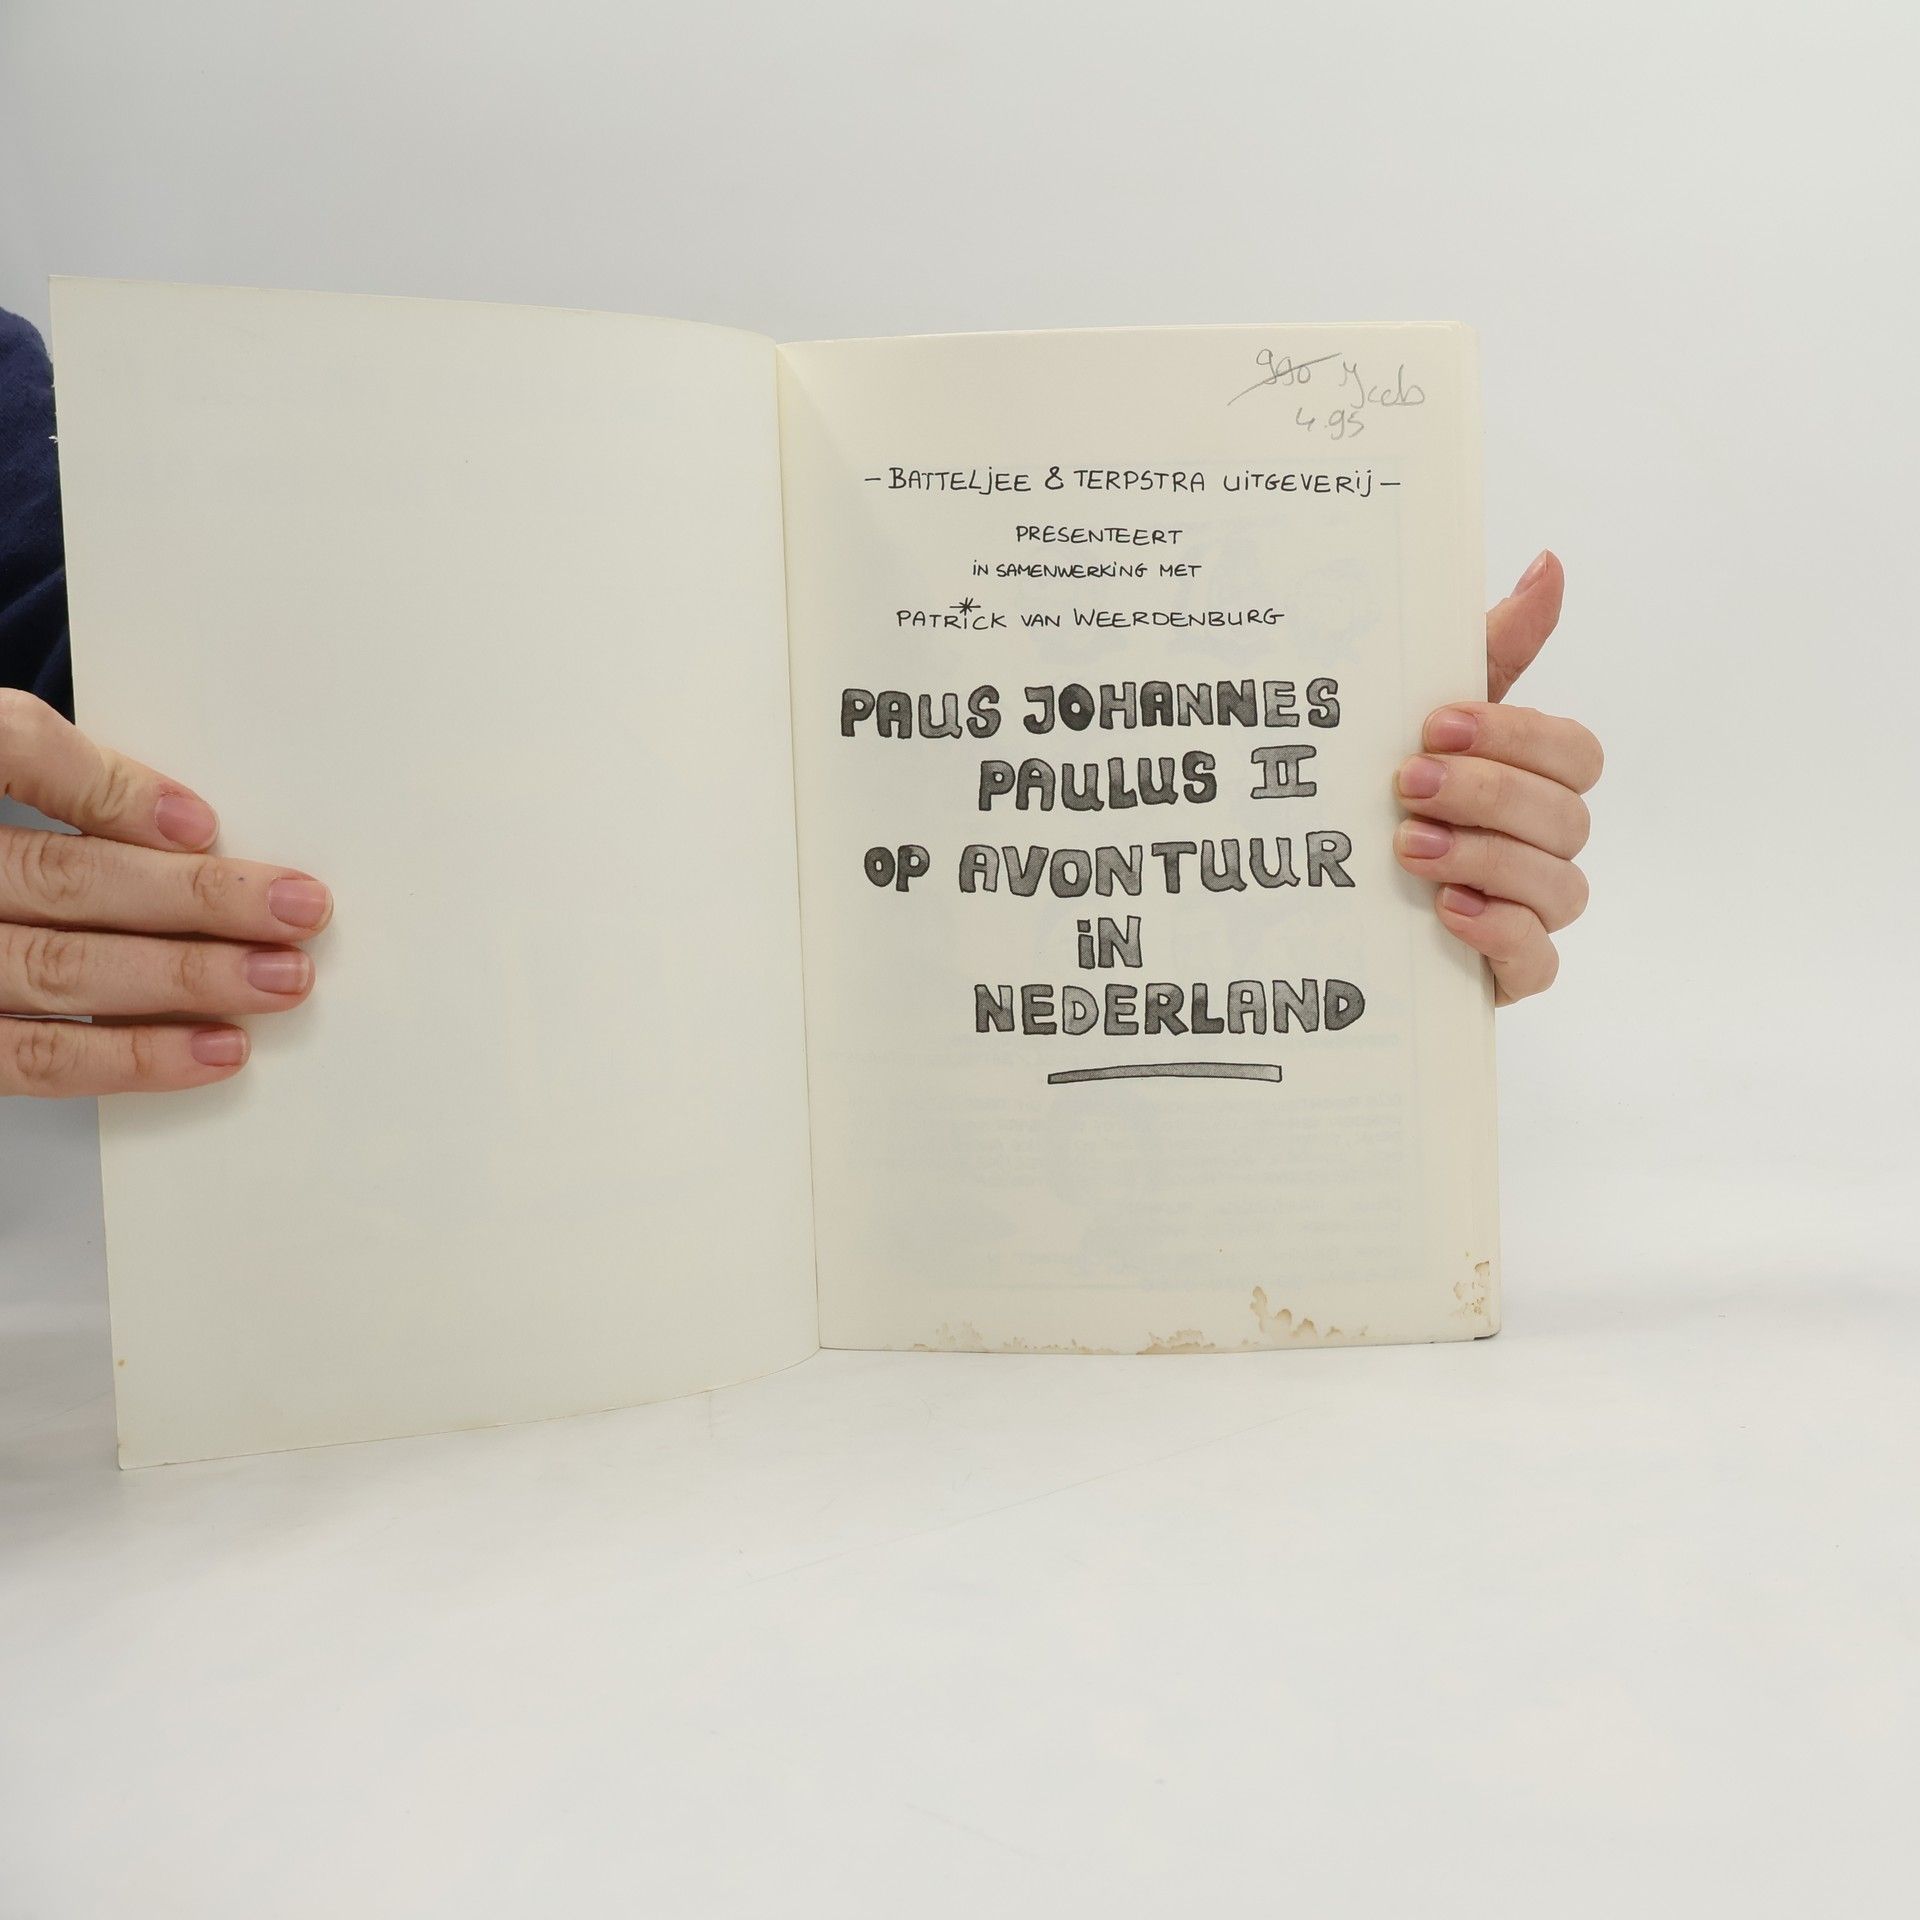 990
4.95
- BATTELjEE & TERPSTRA UiTGEVERij -
PRESENTEERT
iN SAMENWERKiNG MET
PATRiCK VAN WEERDENBURG
PAUS JOHANNES
PAULUS II
OP AVONTUUR
iN
NEDERLAND